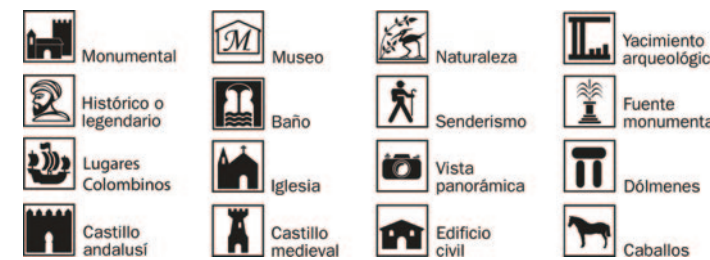 Monumental
M
Museo
Naturaleza
Yacimiento
arqueológic
Histórico o
legendario
Baño
Senderismo
Fuente
monumenta
Lugares
Colombinos
Iglesia
Vista
panorámica
Dólmenes
Castillo
andalusí
Castillo
medieval
Edificio
civil
Caballos